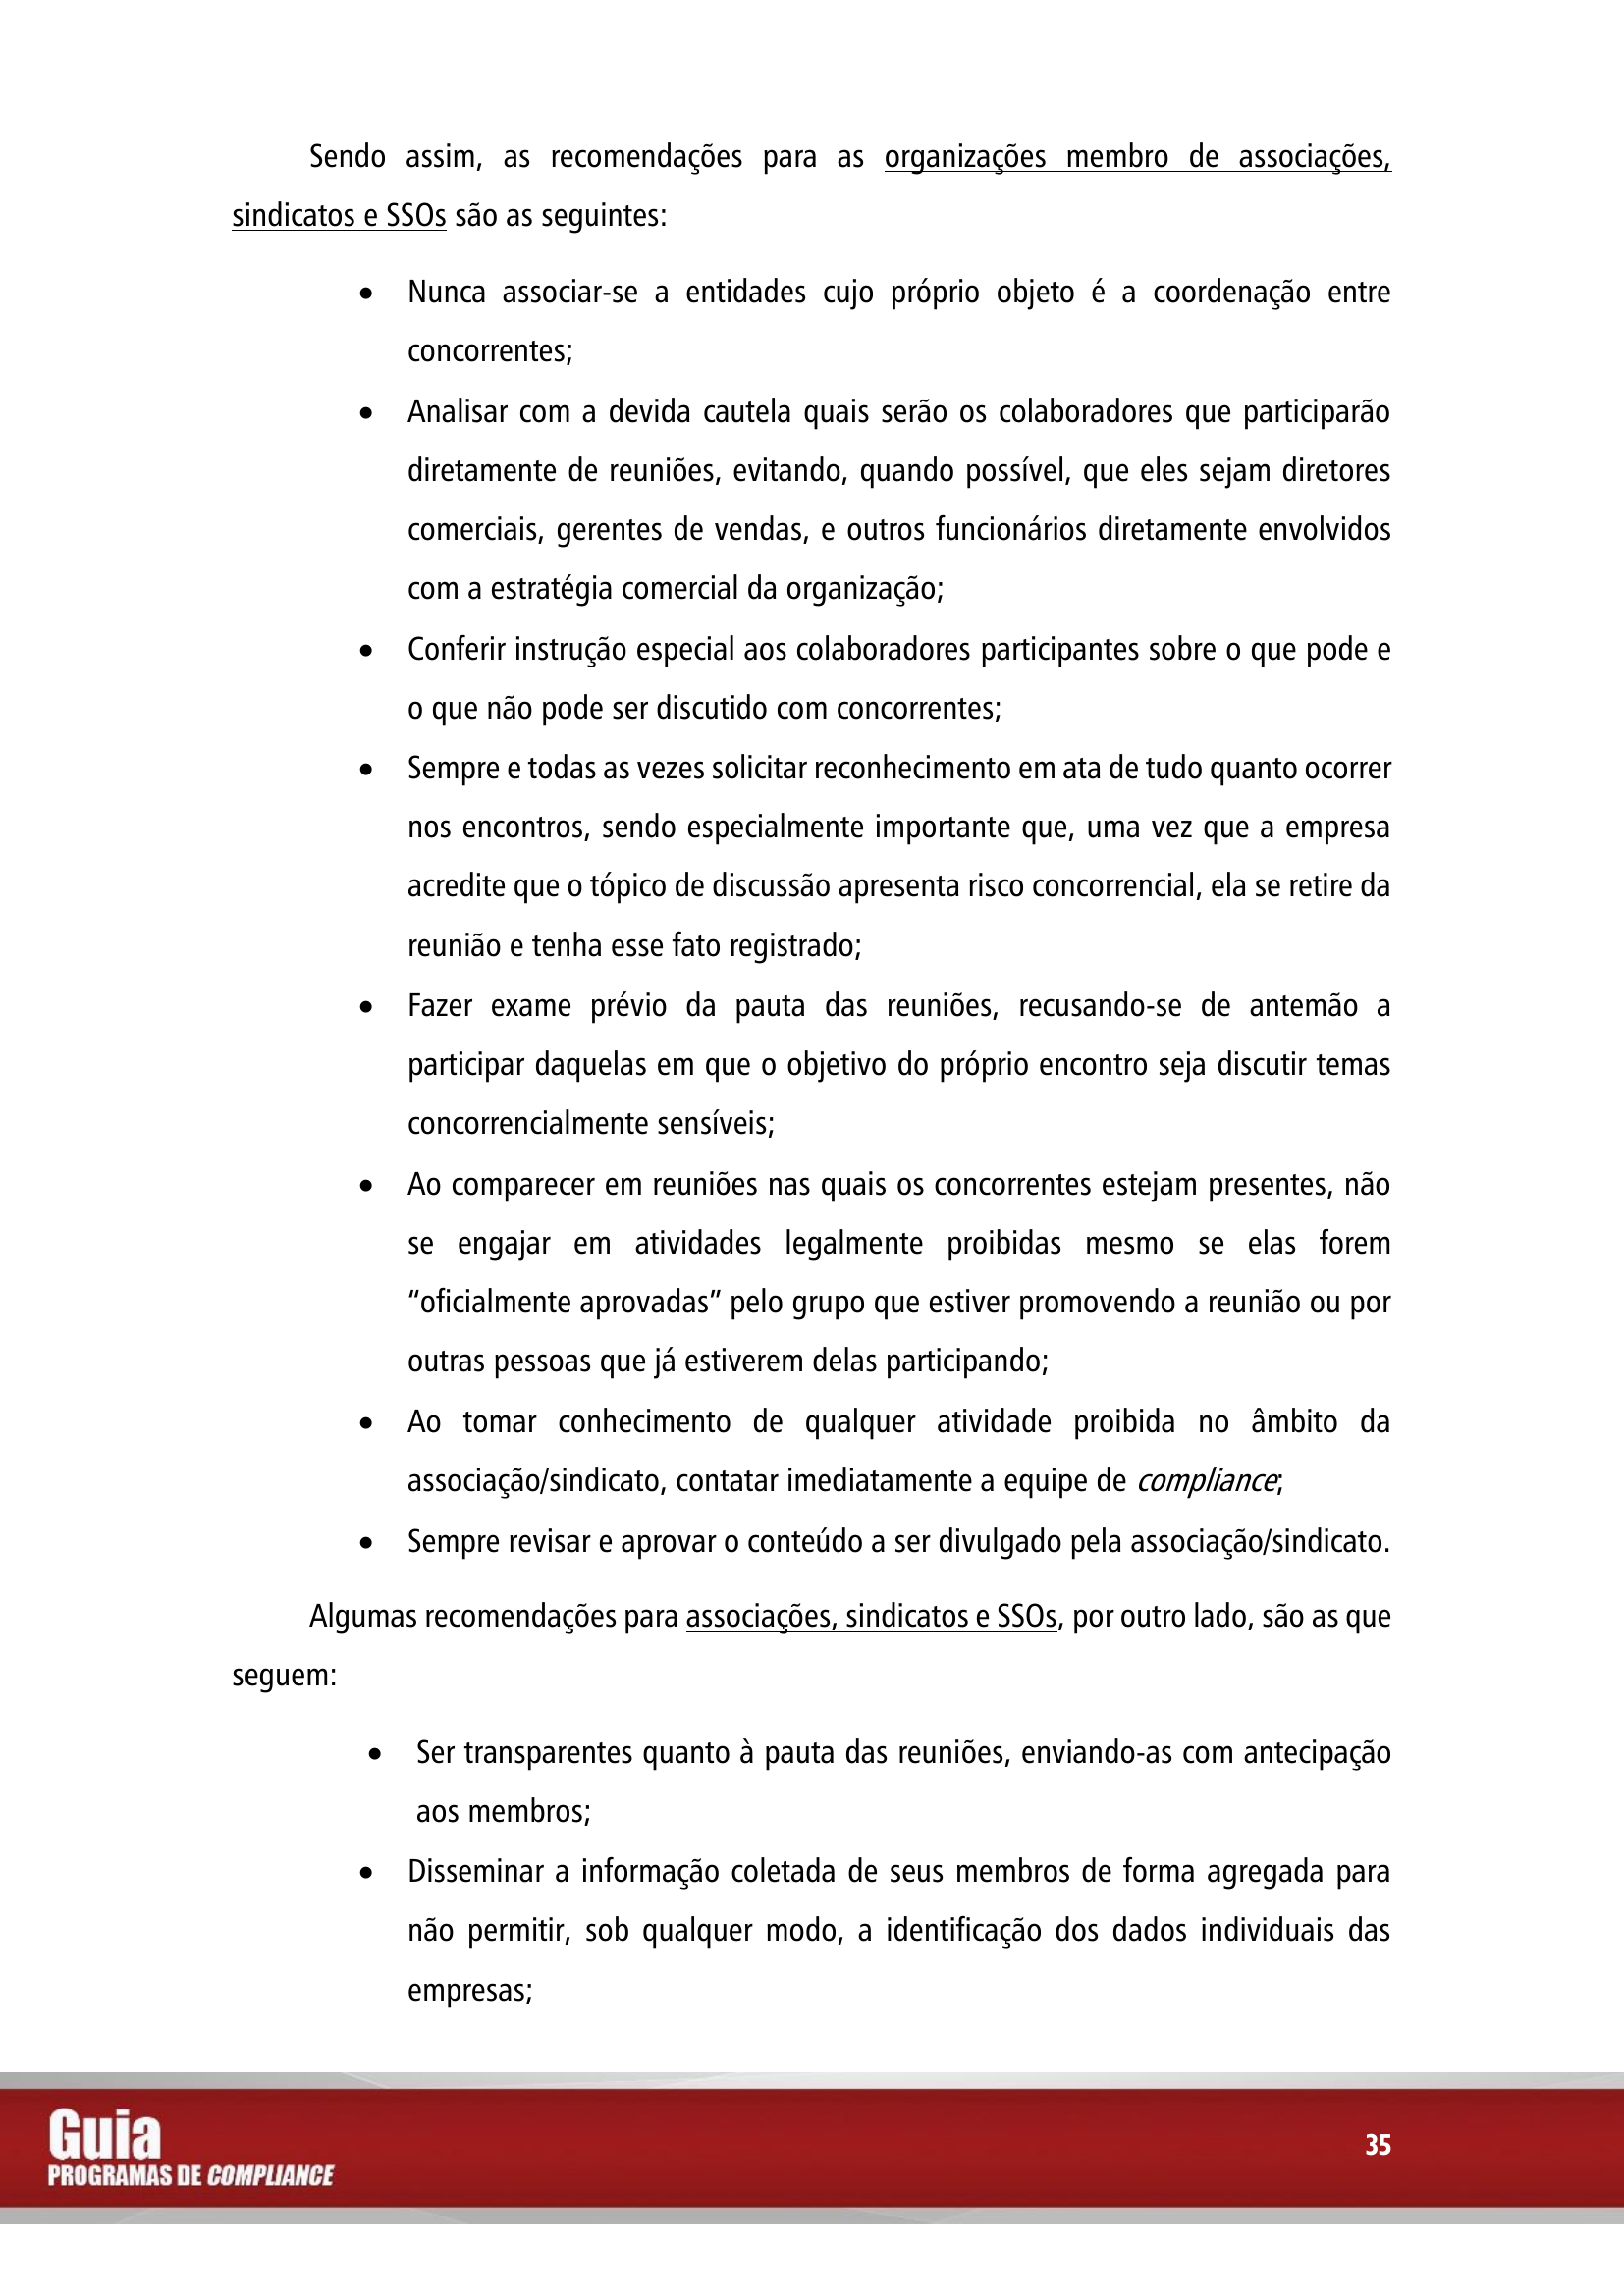 Sendo assim, as recomendações para as organizações membro de associações,
sindicatos e SSOs são as seguintes:
• Nunca associar-se a entidades cujo próprio objeto é a coordenação entre
concorrentes;
• Analisar com a devida cautela quais serão os colaboradores que participarão
diretamente de reuniões, evitando, quando possível, que eles sejam diretores
comerciais, gerentes de vendas, e outros funcionários diretamente envolvidos
com a estratégia comercial da organização;
• Conferir instrução especial aos colaboradores participantes sobre o que pode e
o que não pode ser discutido com concorrentes;
• Sempre e todas as vezes solicitar reconhecimento em ata de tudo quanto ocorrer
nos encontros, sendo especialmente importante que, uma vez que a empresa
acredite que o tópico de discussão apresenta risco concorrencial, ela se retire da
reunião e tenha esse fato registrado;
• Fazer exame prévio da pauta das reuniões, recusando-se de antemão a
participar daquelas em que o objetivo do próprio encontro seja discutir temas
concorrencialmente sensíveis;
• Ao comparecer em reuniões nas quais os concorrentes estejam presentes, não
se engajar em atividades legalmente proibidas mesmo se elas forem
“oficialmente aprovadas” pelo grupo que estiver promovendo a reunião ou por
outras pessoas que já estiverem delas participando;
• Ao tomar conhecimento de qualquer atividade proibida no âmbito da
associação/sindicato, contatar imediatamente a equipe de compliance;
• Sempre revisar e aprovar o conteúdo a ser divulgado pela associação/sindicato.
Algumas recomendações para associações, sindicatos e SSOs, por outro lado, são as que
seguem:
• Ser transparentes quanto à pauta das reuniões, enviando-as com antecipação
aos membros;
• Disseminar a informação coletada de seus membros de forma agregada para
não permitir, sob qualquer modo, a identificação dos dados individuais das
empresas;
Guia
PROGRAMAS DE COMPLIANCE
35